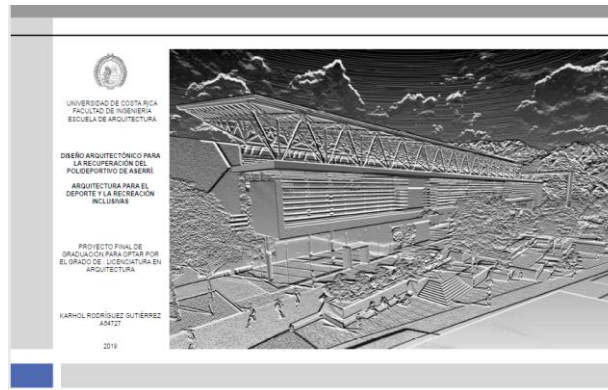 UNIVERSIDAD DE COSTA RICA
FACULTAD DE INGENIERÍA
ESCUELA DE ARQUITECTURA
DISEÑO ARQUITECTÓNICO PARA
LA RECUPERACIÓN DEL
POLIDEPORTIVO DE ASERRÍ.
ARQUITECTURA PARA EL
DEPORTE Y LA RECREACIÓN
INCLUSIVAS
PROYECTO FINAL DE
GRADUACIÓN PARA OPTAR POR
EL GRADO DE : LICENCIATURA EN
ARQUITECTURA
KARHOL RODRÍGUEZ GUTIÉRREZ
A64727
2019